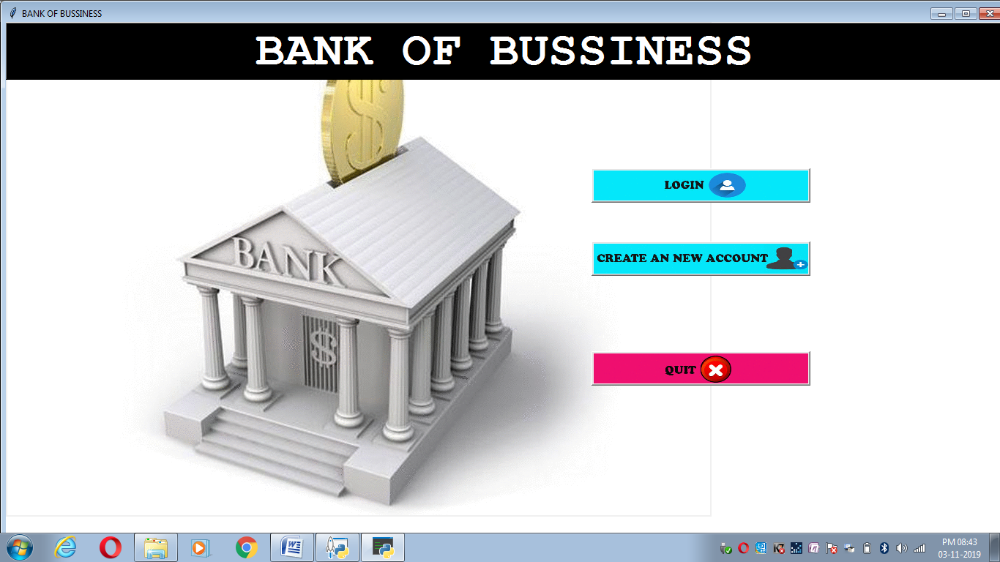 BANK OF BUSSINESS
BANK OF BUSSINESS
$
BANK
$
LOGIN
CREATE AN NEW ACCOUNT
QUIT
PM 08:43
03-11-2019